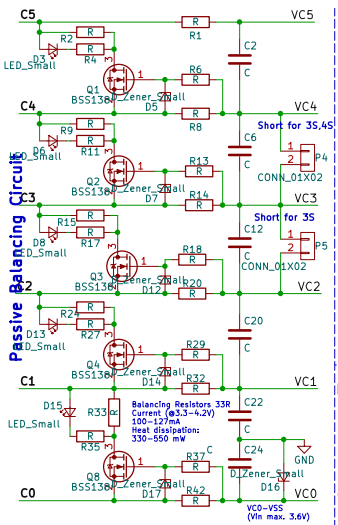 C5
VC5
R
R2
R
R1
D3
LED_Small
R
R4
C2
C
3
1
R6
R
Q1
BSS138
D_Zener_Small
D5
R
R8
C4
VC4
R
R9
D6
LED_Small
R
R11
Short for 3S,4S
C6
C
1
2
P4
CONN_01X02
3
1
R13
R
Q2
BSS138
D_Zener_Small
D7
R
R14
C3
VC3
R15
R
Short for 3S
D8
LED_Small
R
R17
C12
C
1
2
P5
CONN_01X02
3
1
R18
R
Q3
BSS138
D_Zener_Small
D12
R20
R
C2
VC2
R
R24
D13
LED_Small
R
R27
C20
C
3
1
R29
R
Q4
BSS138
D_Zener_Small
D14
R
R32
C1
VC1
D15
LED_Small
R33
R
Balancing Resistors 33R
Current (@3.3-4.2V)
100-127mA
Heat dissipation:
330-550 mW
C22
C
R
R35
GND
3
1
R37
R
C
C24
Q8
BSS138
D_Zener_Small
D17
D_Zener_Small
D16
R
R42
C0
VC0
VC0-VSS
(Vin max. 3.6V)
Passive Balancing Circuit